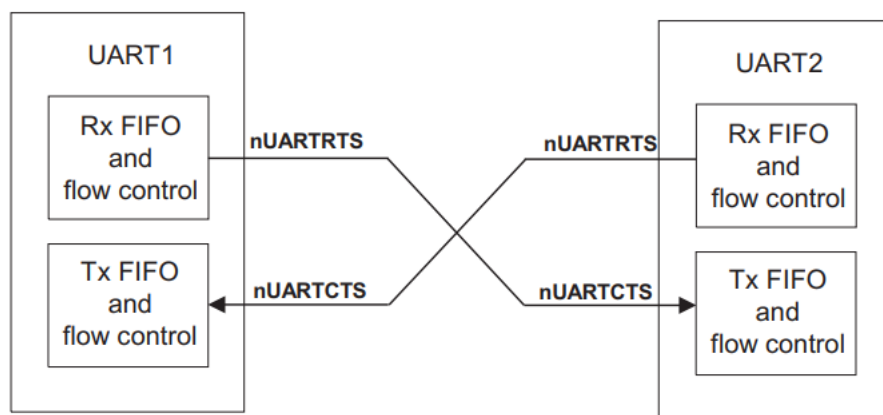 UART1
Rx FIFO
and
flow control
Tx FIFO
and
flow control
nUARTRTS
nUARTCTS
nUARTRTS
nUARTCTS
UART2
Rx FIFO
and
flow control
Tx FIFO
and
flow control